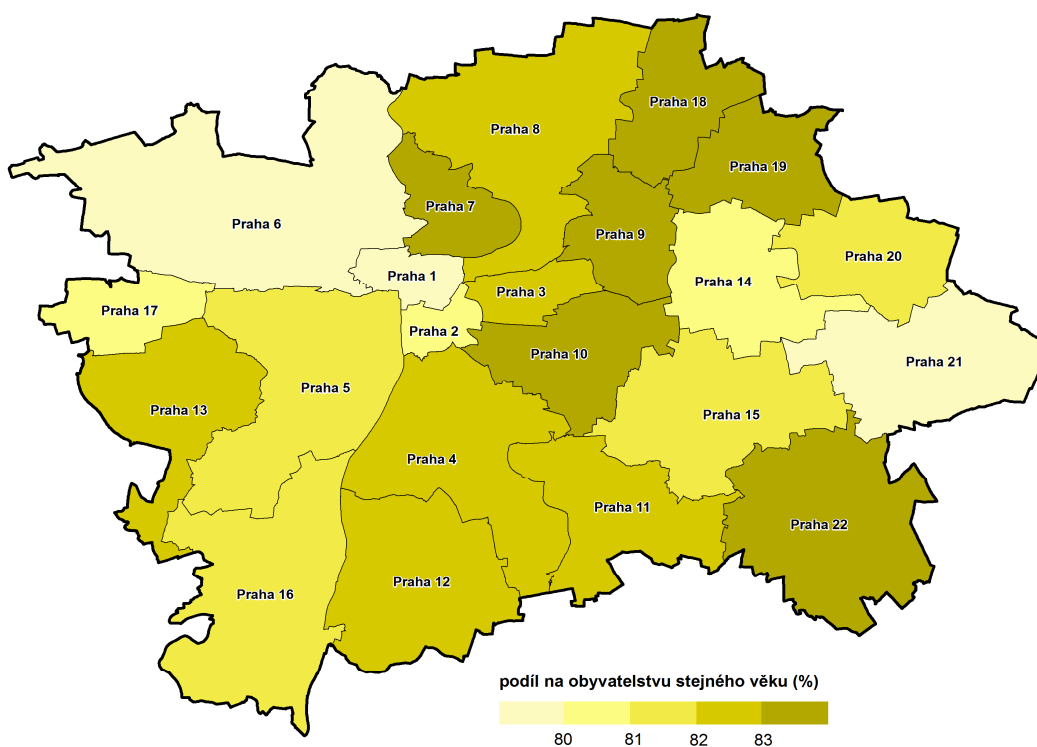 Praha 18
Praha 8
Praha 19
Praha 7
Praha 6
Praha 9
Praha 20
Praha 1
Praha 14
Praha 3
Praha 17
Praha 2
Praha 10
Praha 21
Praha 5
Praha 13
Praha 15
Praha 4
Praha 11
Praha 22
Praha 12
Praha 16
podíl na obyvatelstvu stejného věku (%)
80 81 82 83